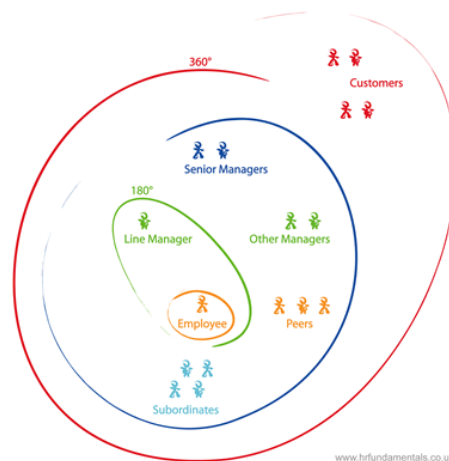 360°
Customers
Senior Managers
180°
Line Manager
Other Managers
Employee
Peers
Subordinates
www.hrfundamentals.co.u